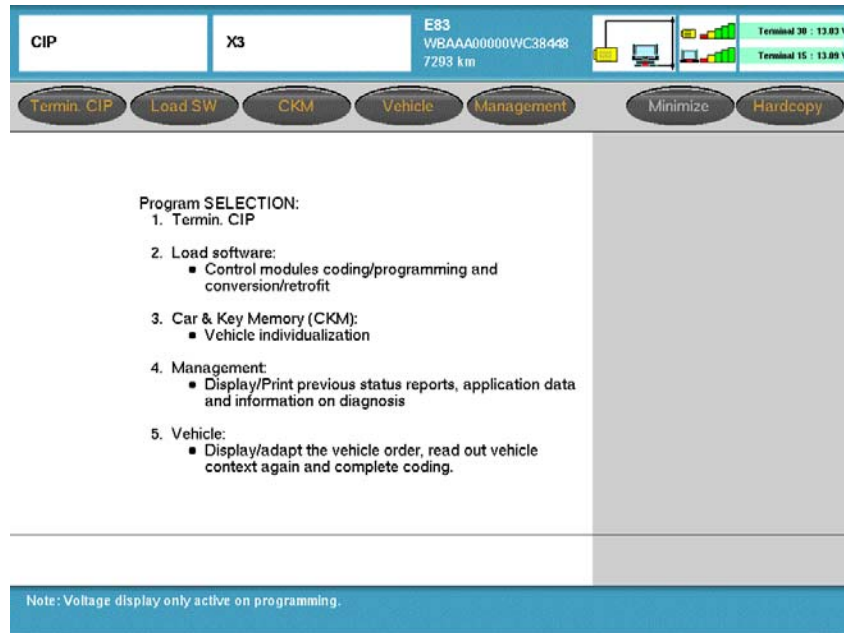 CIP
X3
E83
WBAAA00000WC38448
7293 km
Terminal 30 : 13.03 V
Terminal 15 : 13.09 V
Termin. CIP Load SW CKM Vehicle Management Minimize Hardcopy
Program SELECTION:
1. Termin. CIP
2. Load software:
■ Control modules coding/programming and
conversion/retrofit
3. Car & Key Memory (CKM):
■ Vehicle individualization
4. Management:
■ Display/Print previous status reports, application data
and information on diagnosis
5. Vehicle:
■ Display/adapt the vehicle order, read out vehicle
context again and complete coding.
Note: Voltage display only active on programming.